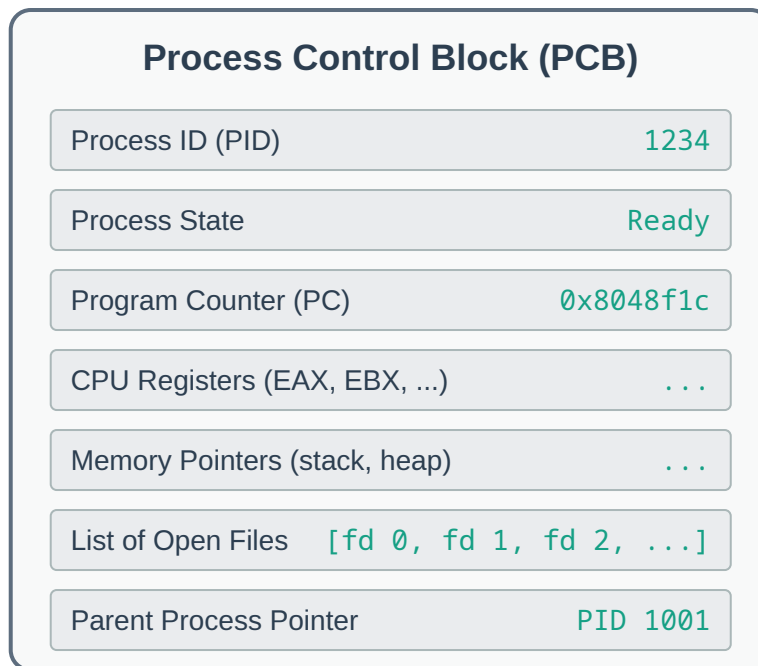 Process Control Block (PCB)
Process ID (PID) 1234
Process State Ready
Program Counter (PC) 0x8048f1c
CPU Registers (EAX, EBX, ...) ...
Memory Pointers (stack, heap) ...
List of Open Files [fd 0, fd 1, fd 2, ...]
Parent Process Pointer PID 1001